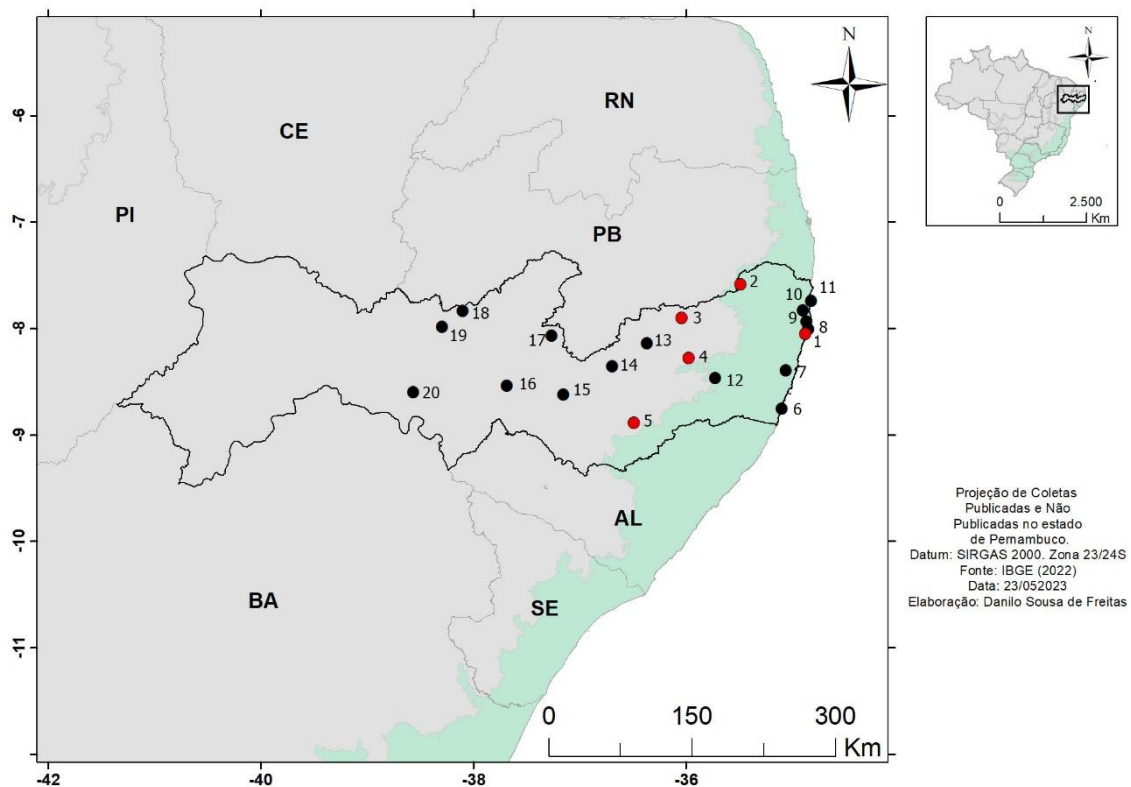 N
RN
CE
PI
PB
2
10
11
3
9
8
18
17
13
1
19
4
14
7
16
15
12
20
6
5
AL
BA
SE
0
150
300
Km
-6
-7
-8
-9
-10
-11
-42
-40
-38
-36
N
0
2.500
Km
Projeção de Coletas
Publicadas e Não
Publicadas no estado
de Pernambuco.
Datum: SIRGAS 2000. Zona 23/24S
Fonte: IBGE (2022)
Data: 23/052023
Elaboração: Danilo Sousa de Freitas